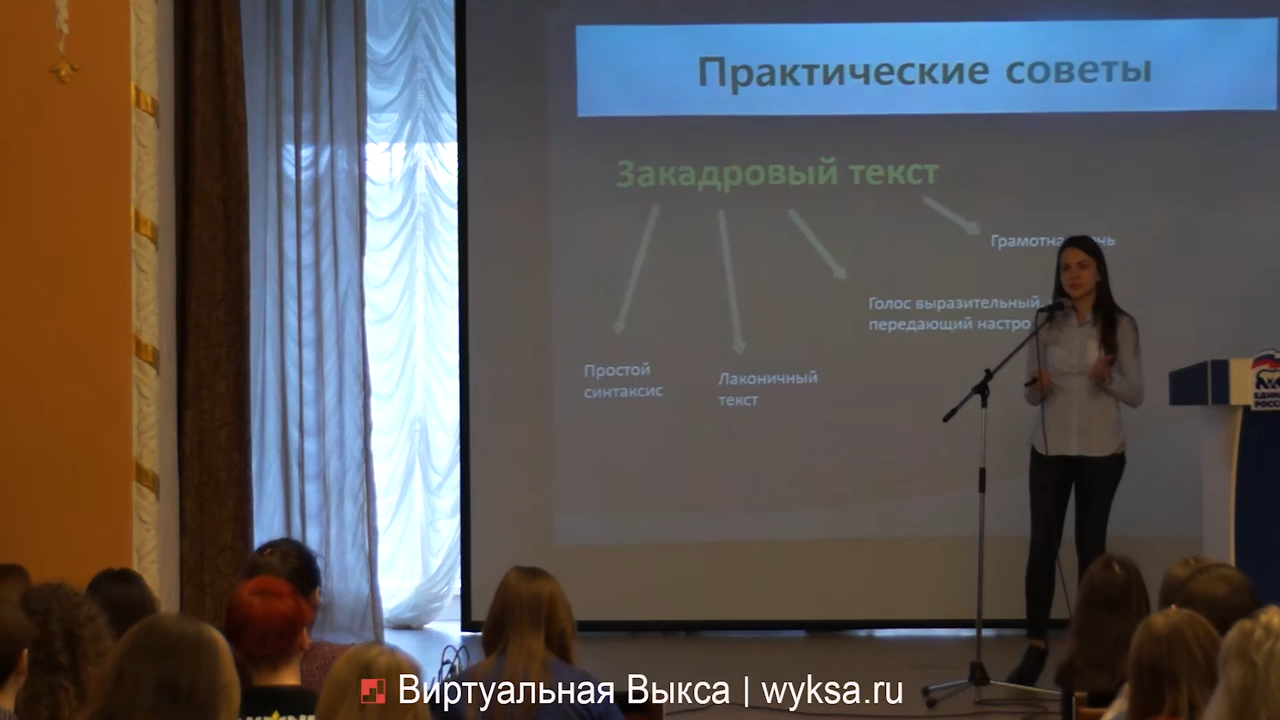 Практические советы
Закадровый текст
Грамотная
Голос выразительный,
передающий
Простой
синтаксис
Лаконичный
текст
Виртуальная Выкса | wyksa.ru